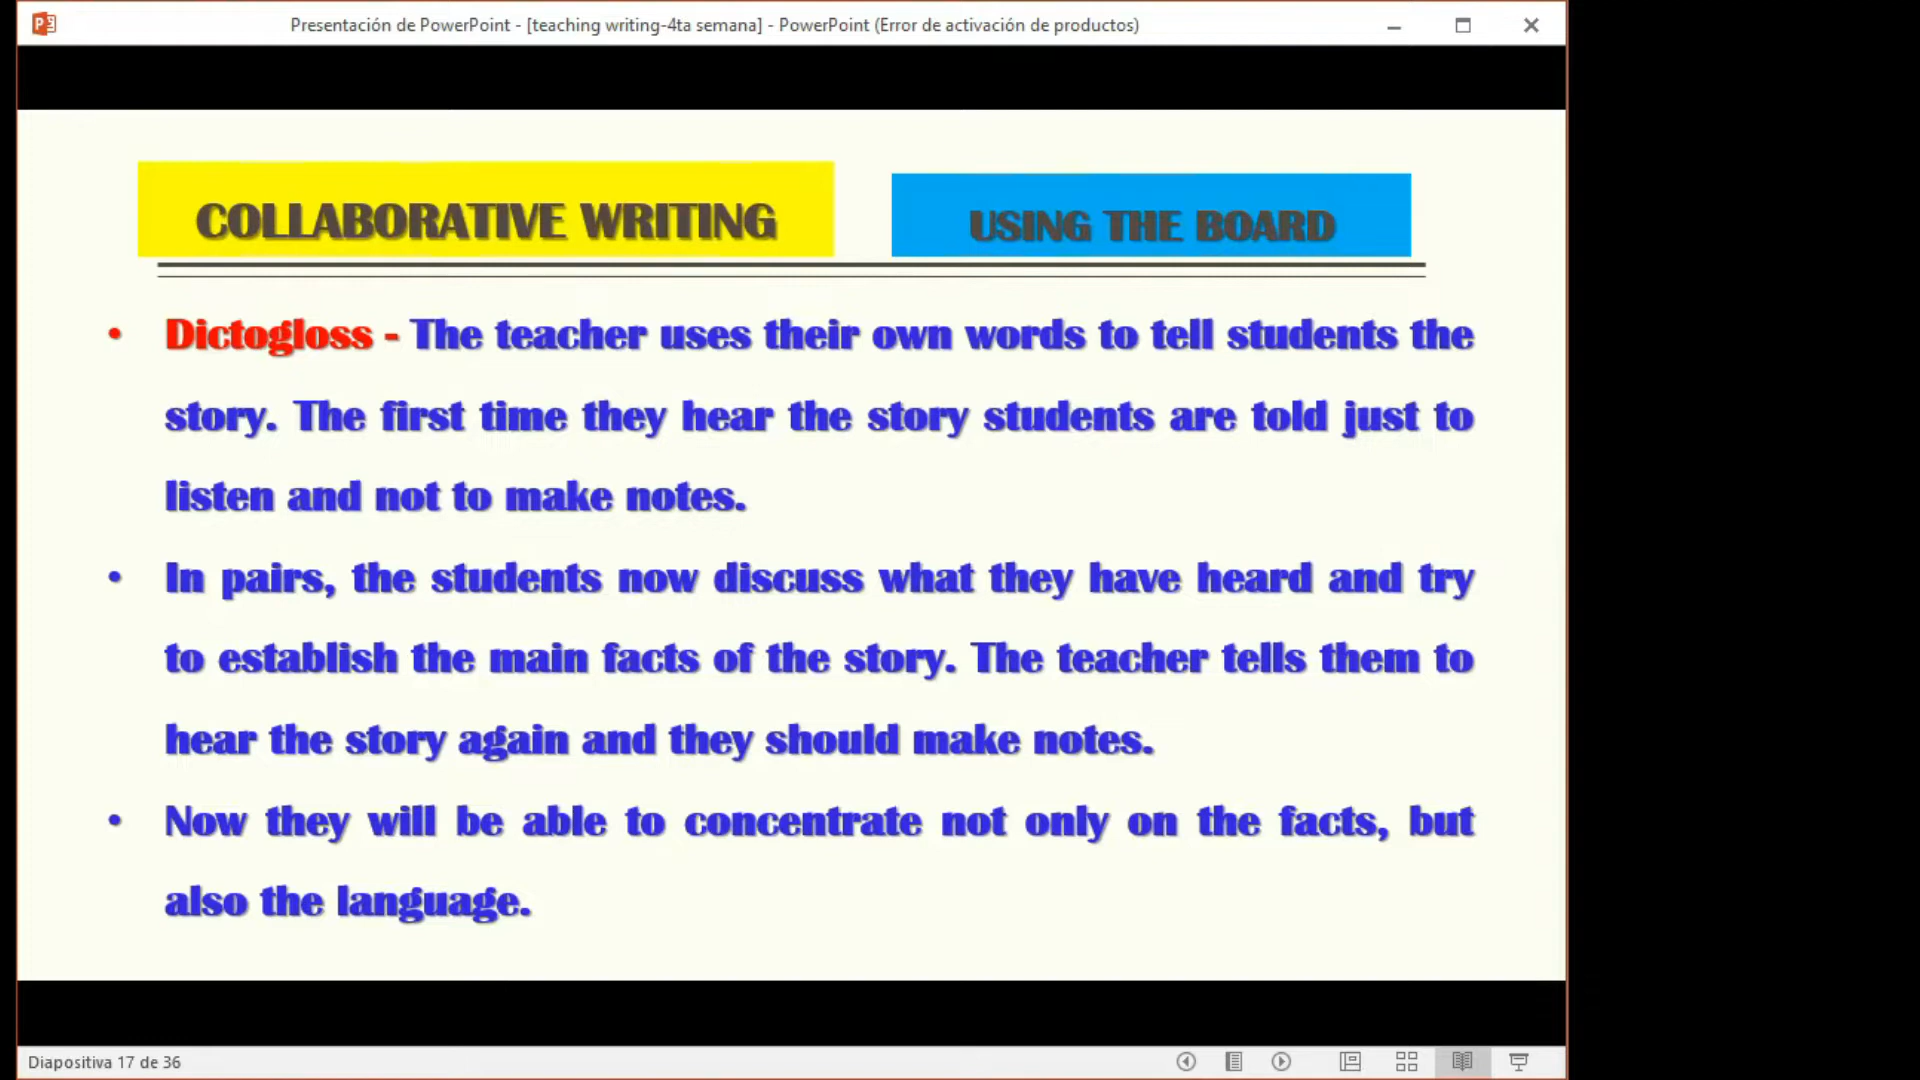 Presentación de PowerPoint - [teaching writing-4ta semana] - PowerPoint (Error de activación de productos)
COLLABORATIVE WRITING
USING THE BOARD
• Dictogloss - The teacher uses their own words to tell students the
story. The first time they hear the story students are told just to
listen and not to make notes.
• In pairs, the students now discuss what they have heard and try
to establish the main facts of the story. The teacher tells them to
hear the story again and they should make notes.
• Now they will be able to concentrate not only on the facts, but
also the language.
Diapositiva 17 de 36